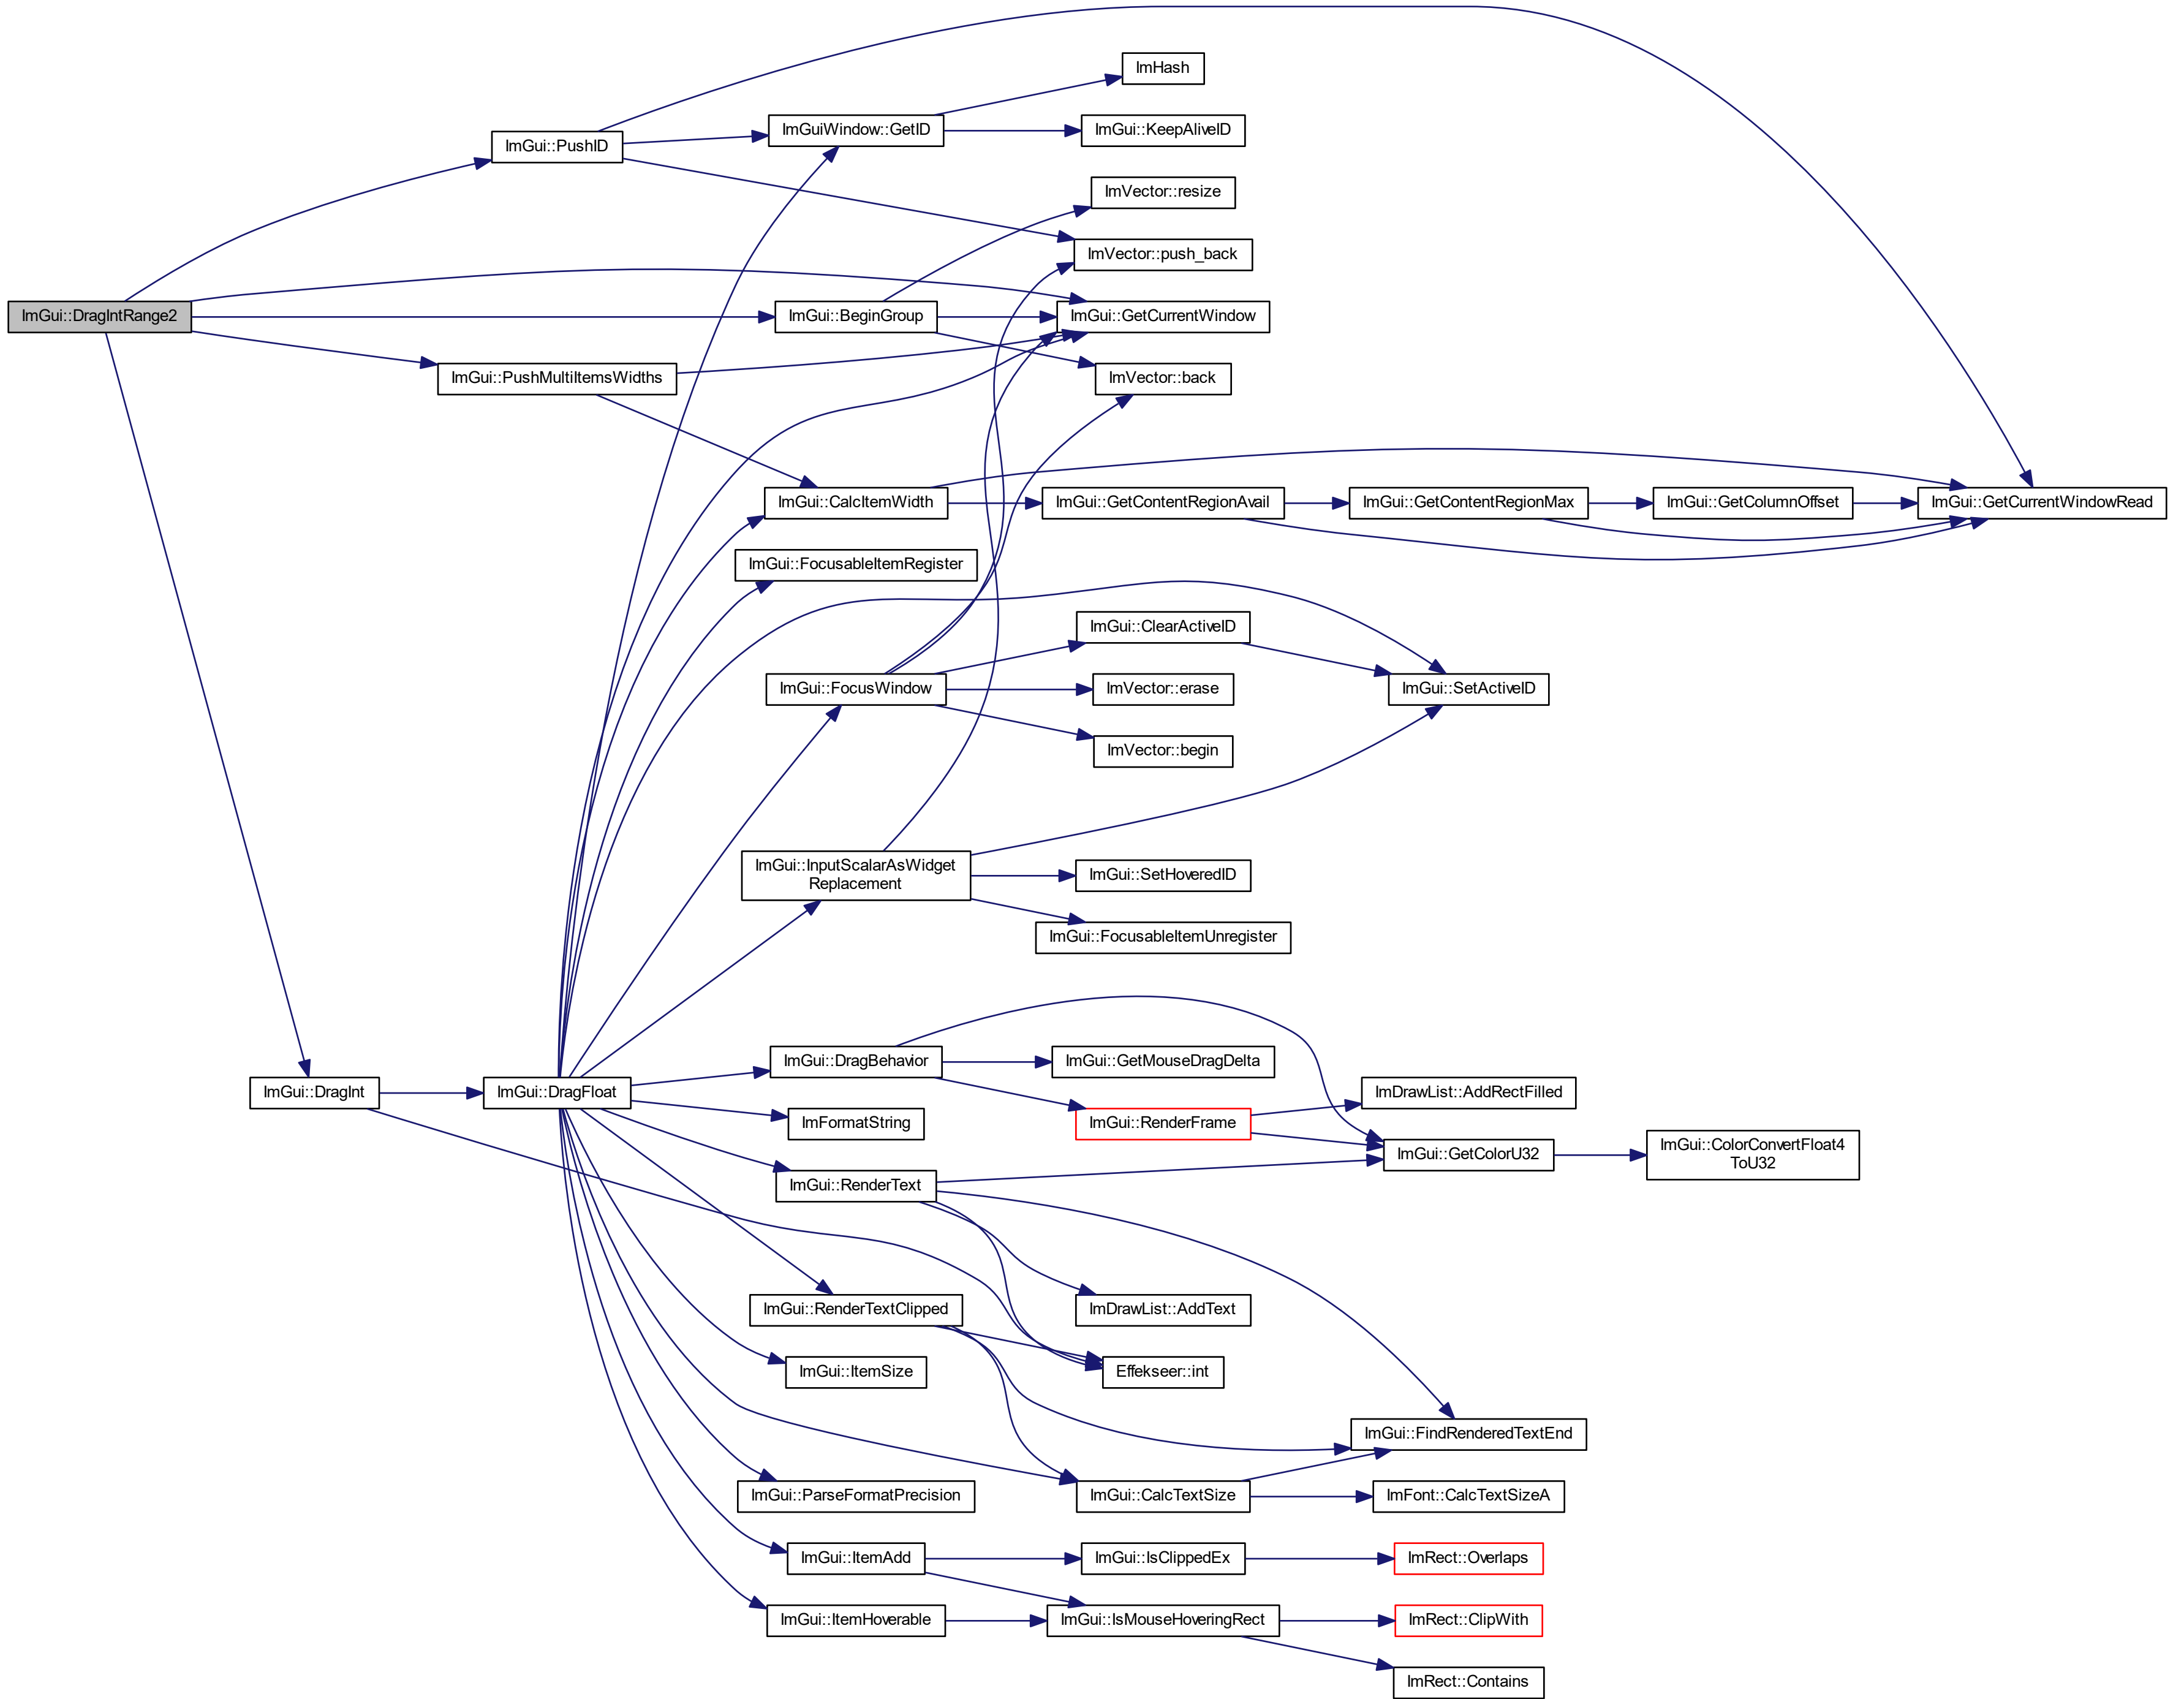 ImHash
ImGui::PushID
ImGuiWindow::GetID
ImGui::KeepAliveID
ImVector::resize
ImVector::push_back
ImGui::DragIntRange2
ImGui::BeginGroup
ImGui::GetCurrentWindow
ImGui::PushMultiItemsWidths
ImVector::back
ImGui::CalcItemWidth
ImGui::GetContentRegionAvail
ImGui::GetContentRegionMax
ImGui::GetColumnOffset
ImGui::GetCurrentWindowRead
ImGui::FocusableItemRegister
ImGui::ClearActiveID
ImGui::FocusWindow
ImVector::erase
ImGui::SetActiveID
ImVector::begin
ImGui::InputScalarAsWidget
Replacement
ImGui::SetHoveredID
ImGui::FocusableItemUnregister
ImGui::DragBehavior
ImGui::GetMouseDragDelta
ImGui::DragInt
ImGui::DragFloat
ImDrawList::AddRectFilled
ImFormatString
ImGui::RenderFrame
ImGui::GetColorU32
ImGui::ColorConvertFloat4
ToU32
ImGui::RenderText
ImGui::RenderTextClipped
ImDrawList::AddText
ImGui::ItemSize
Effekseer::int
ImGui::FindRenderedTextEnd
ImGui::ParseFormatPrecision
ImGui::CalcTextSize
ImFont::CalcTextSizeA
ImGui::ItemAdd
ImGui::IsClippedEx
ImRect::Overlaps
ImGui::ItemHoverable
ImGui::IsMouseHoveringRect
ImRect::ClipWith
ImRect::Contains